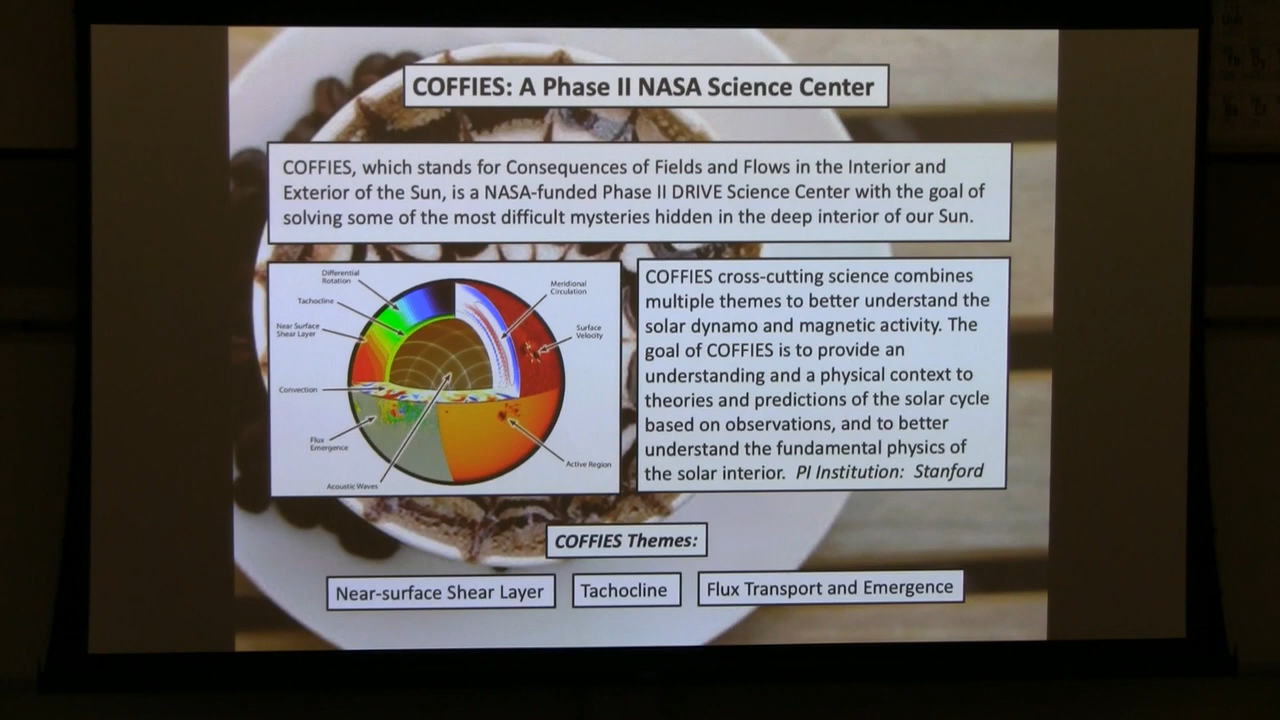 COFFIES: A Phase II NASA Science Center
COFFIES, which stands for Consequences of Fields and Flows in the Interior and
Exterior of the Sun, is a NASA-funded Phase II DRIVE Science Center with the goal of
solving some of the most difficult mysteries hidden in the deep interior of our Sun.
Differential
Rotation
Tachocline
Near Surface
Shear Layer
Convection
Flux
Emergence
Acoustic Waves
Meridional
Circulation
Surface
Velocity
Active Region
COFFIES cross-cutting science combines
multiple themes to better understand the
solar dynamo and magnetic activity. The
goal of COFFIES is to provide an
understanding and a physical context to
theories and predictions of the solar cycle
based on observations, and to better
understand the fundamental physics of
the solar interior. PI Institution: Stanford
COFFIES Themes:
Near-surface Shear Layer
Tachocline
Flux Transport and Emergence